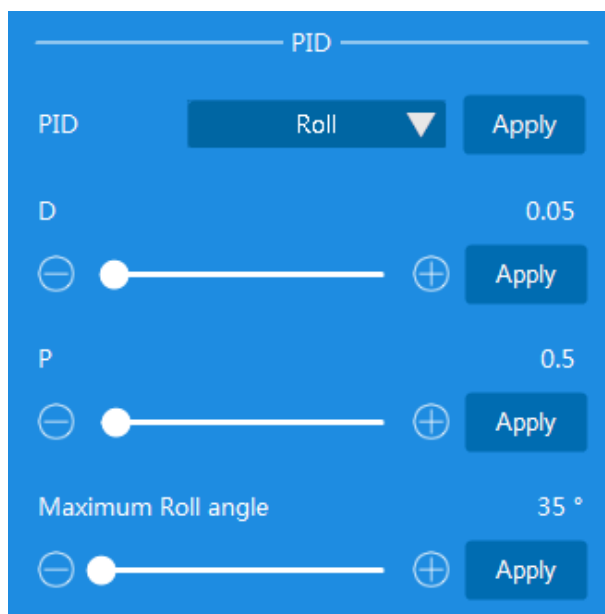 PID
PID Roll Apply
D 0.05
Apply
P 0.5
Apply
Maximum Roll angle 35 °
Apply